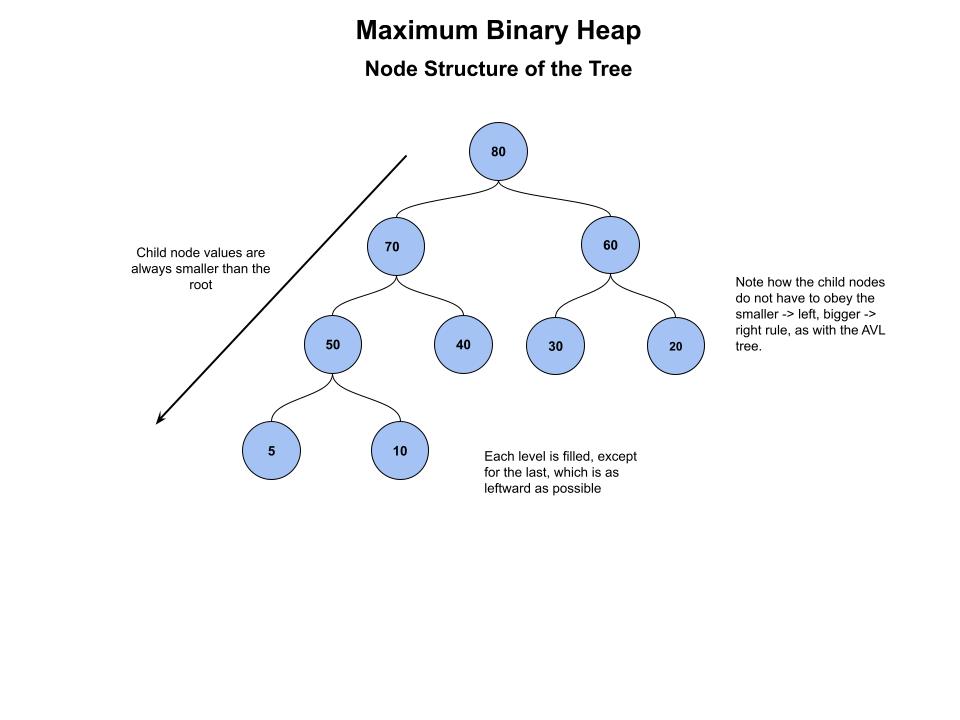 Maximum Binary Heap
Node Structure of the Tree
80
70
60
Child node values are
always smaller than the
root
Note how the child nodes
do not have to obey the
smaller -> left, bigger ->
right rule, as with the AVL
tree.
50
40
30
20
5
10
Each level is filled, except
for the last, which is as
leftward as possible